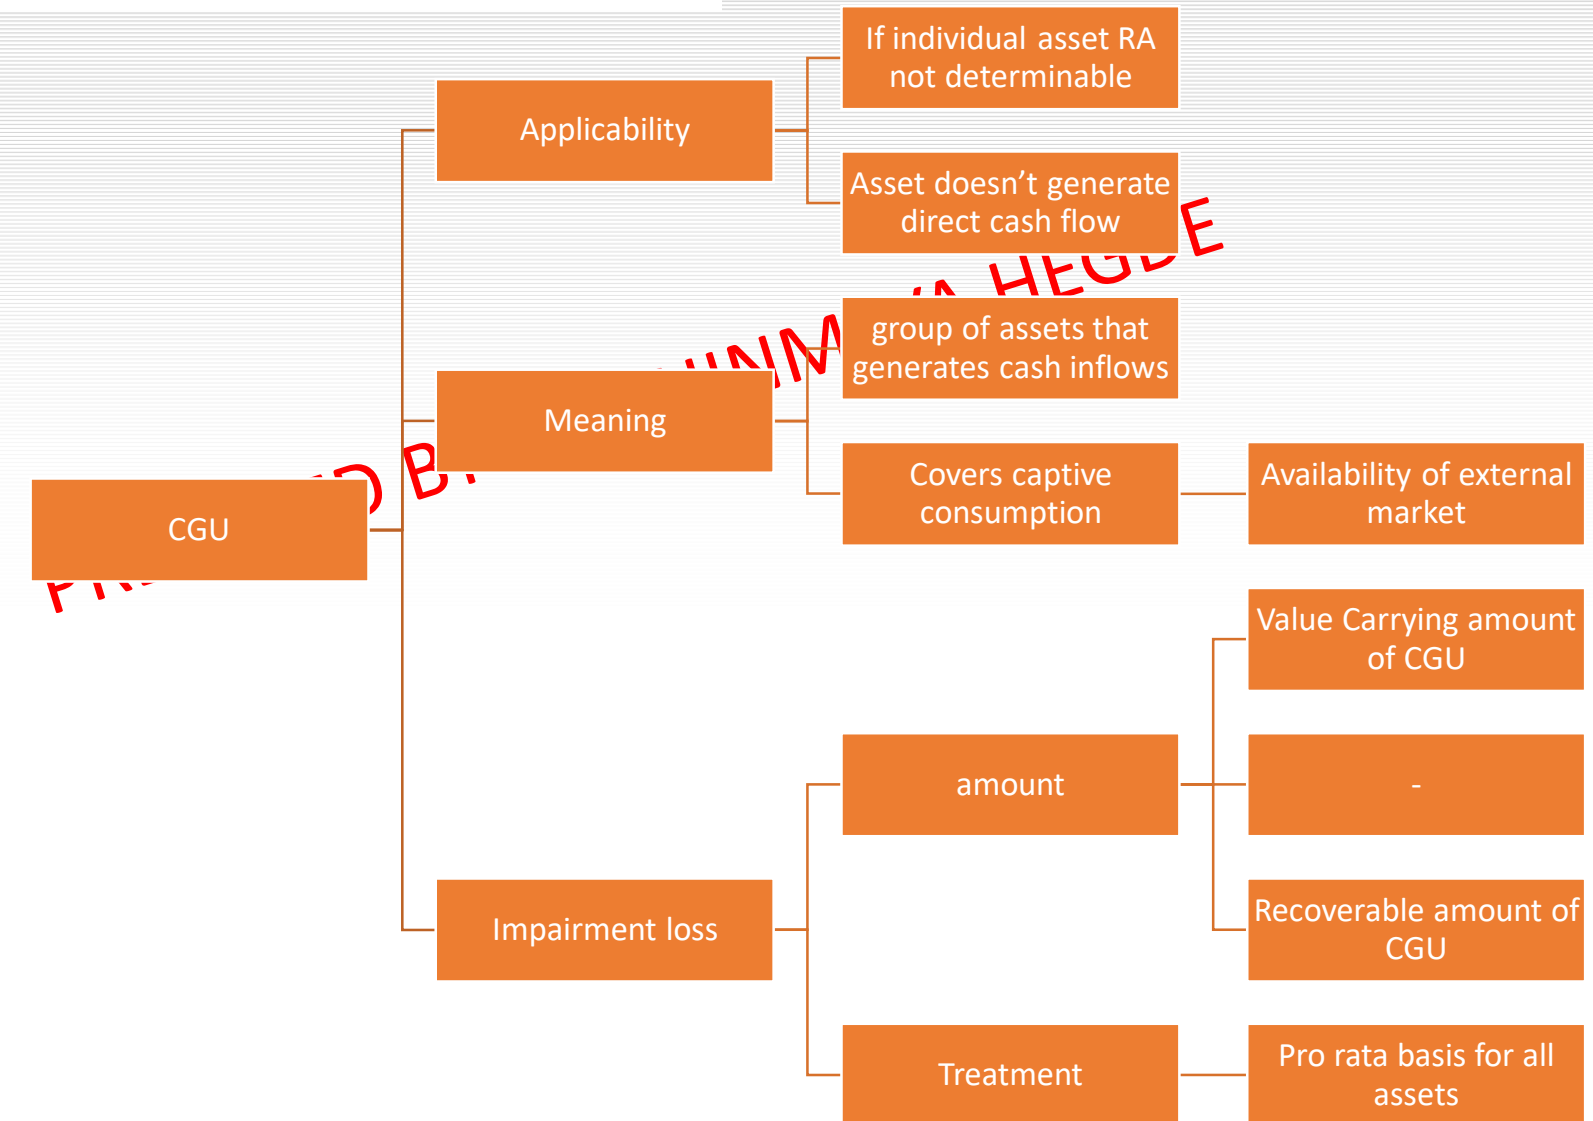 If individual asset RA
not determinable
Applicability
Asset doesn't generate
direct cash flow
HEGDE
group of assets that
generates cash inflows
Meaning
Covers captive
consumption
Availability of external
market
CGU
Value Carrying amount
of CGU
amount
-
Impairment loss
Recoverable amount of
CGU
Treatment
Pro rata basis for all
assets